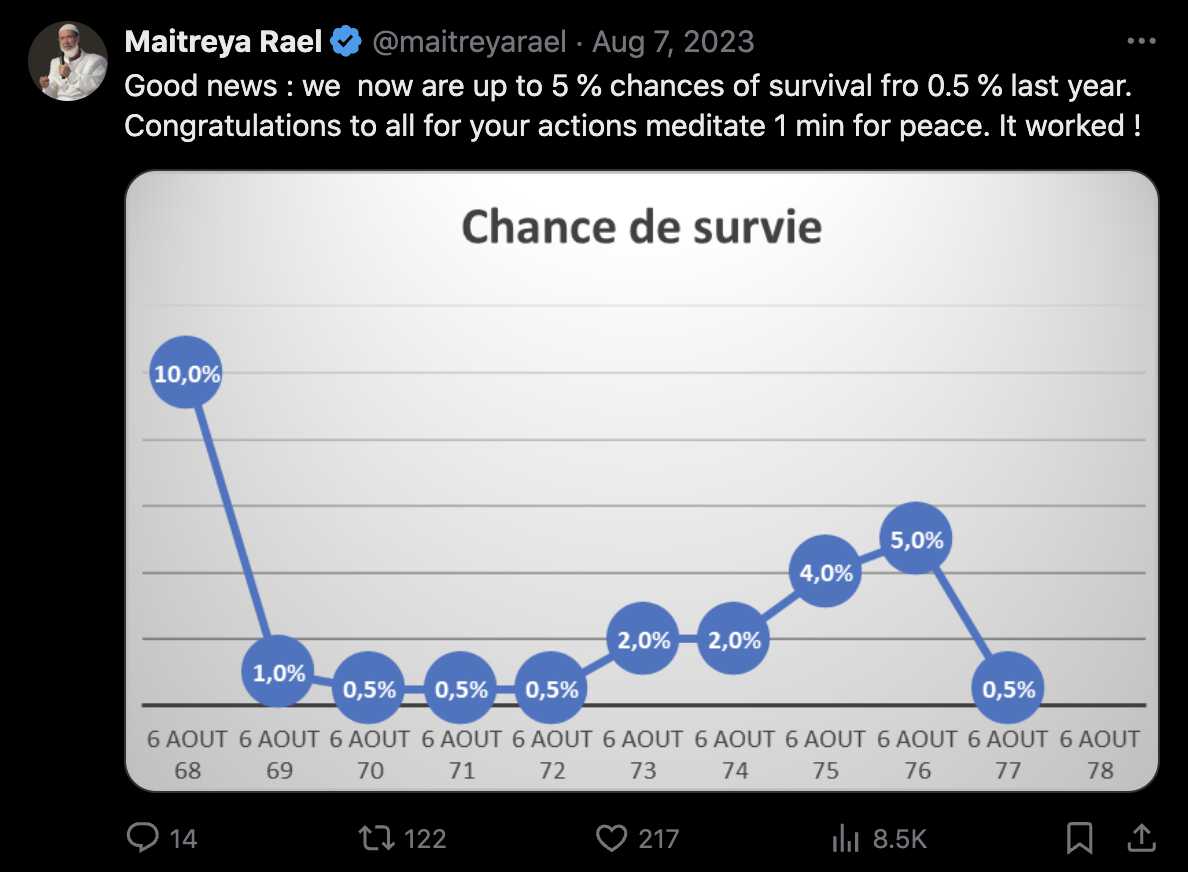 Maitreya Rael @maitreyarael · Aug 7, 2023
Good news : we  now are up to 5 % chances of survival fro 0.5 % last year.
Congratulations to all for your actions meditate 1 min for peace. It worked !
Chance de survie
10,0%
1,0%
0,5%
0,5%
0,5%
2,0%
2,0%
4,0%
5,0%
0,5%
6 AOUT 6 AOUT 6 AOUT 6 AOUT 6 AOUT 6 AOUT 6 AOUT 6 AOUT 6 AOUT 6 AOUT 6 AOUT
68 69 70 71 72 73 74 75 76 77 78
14 122 217 8.5K